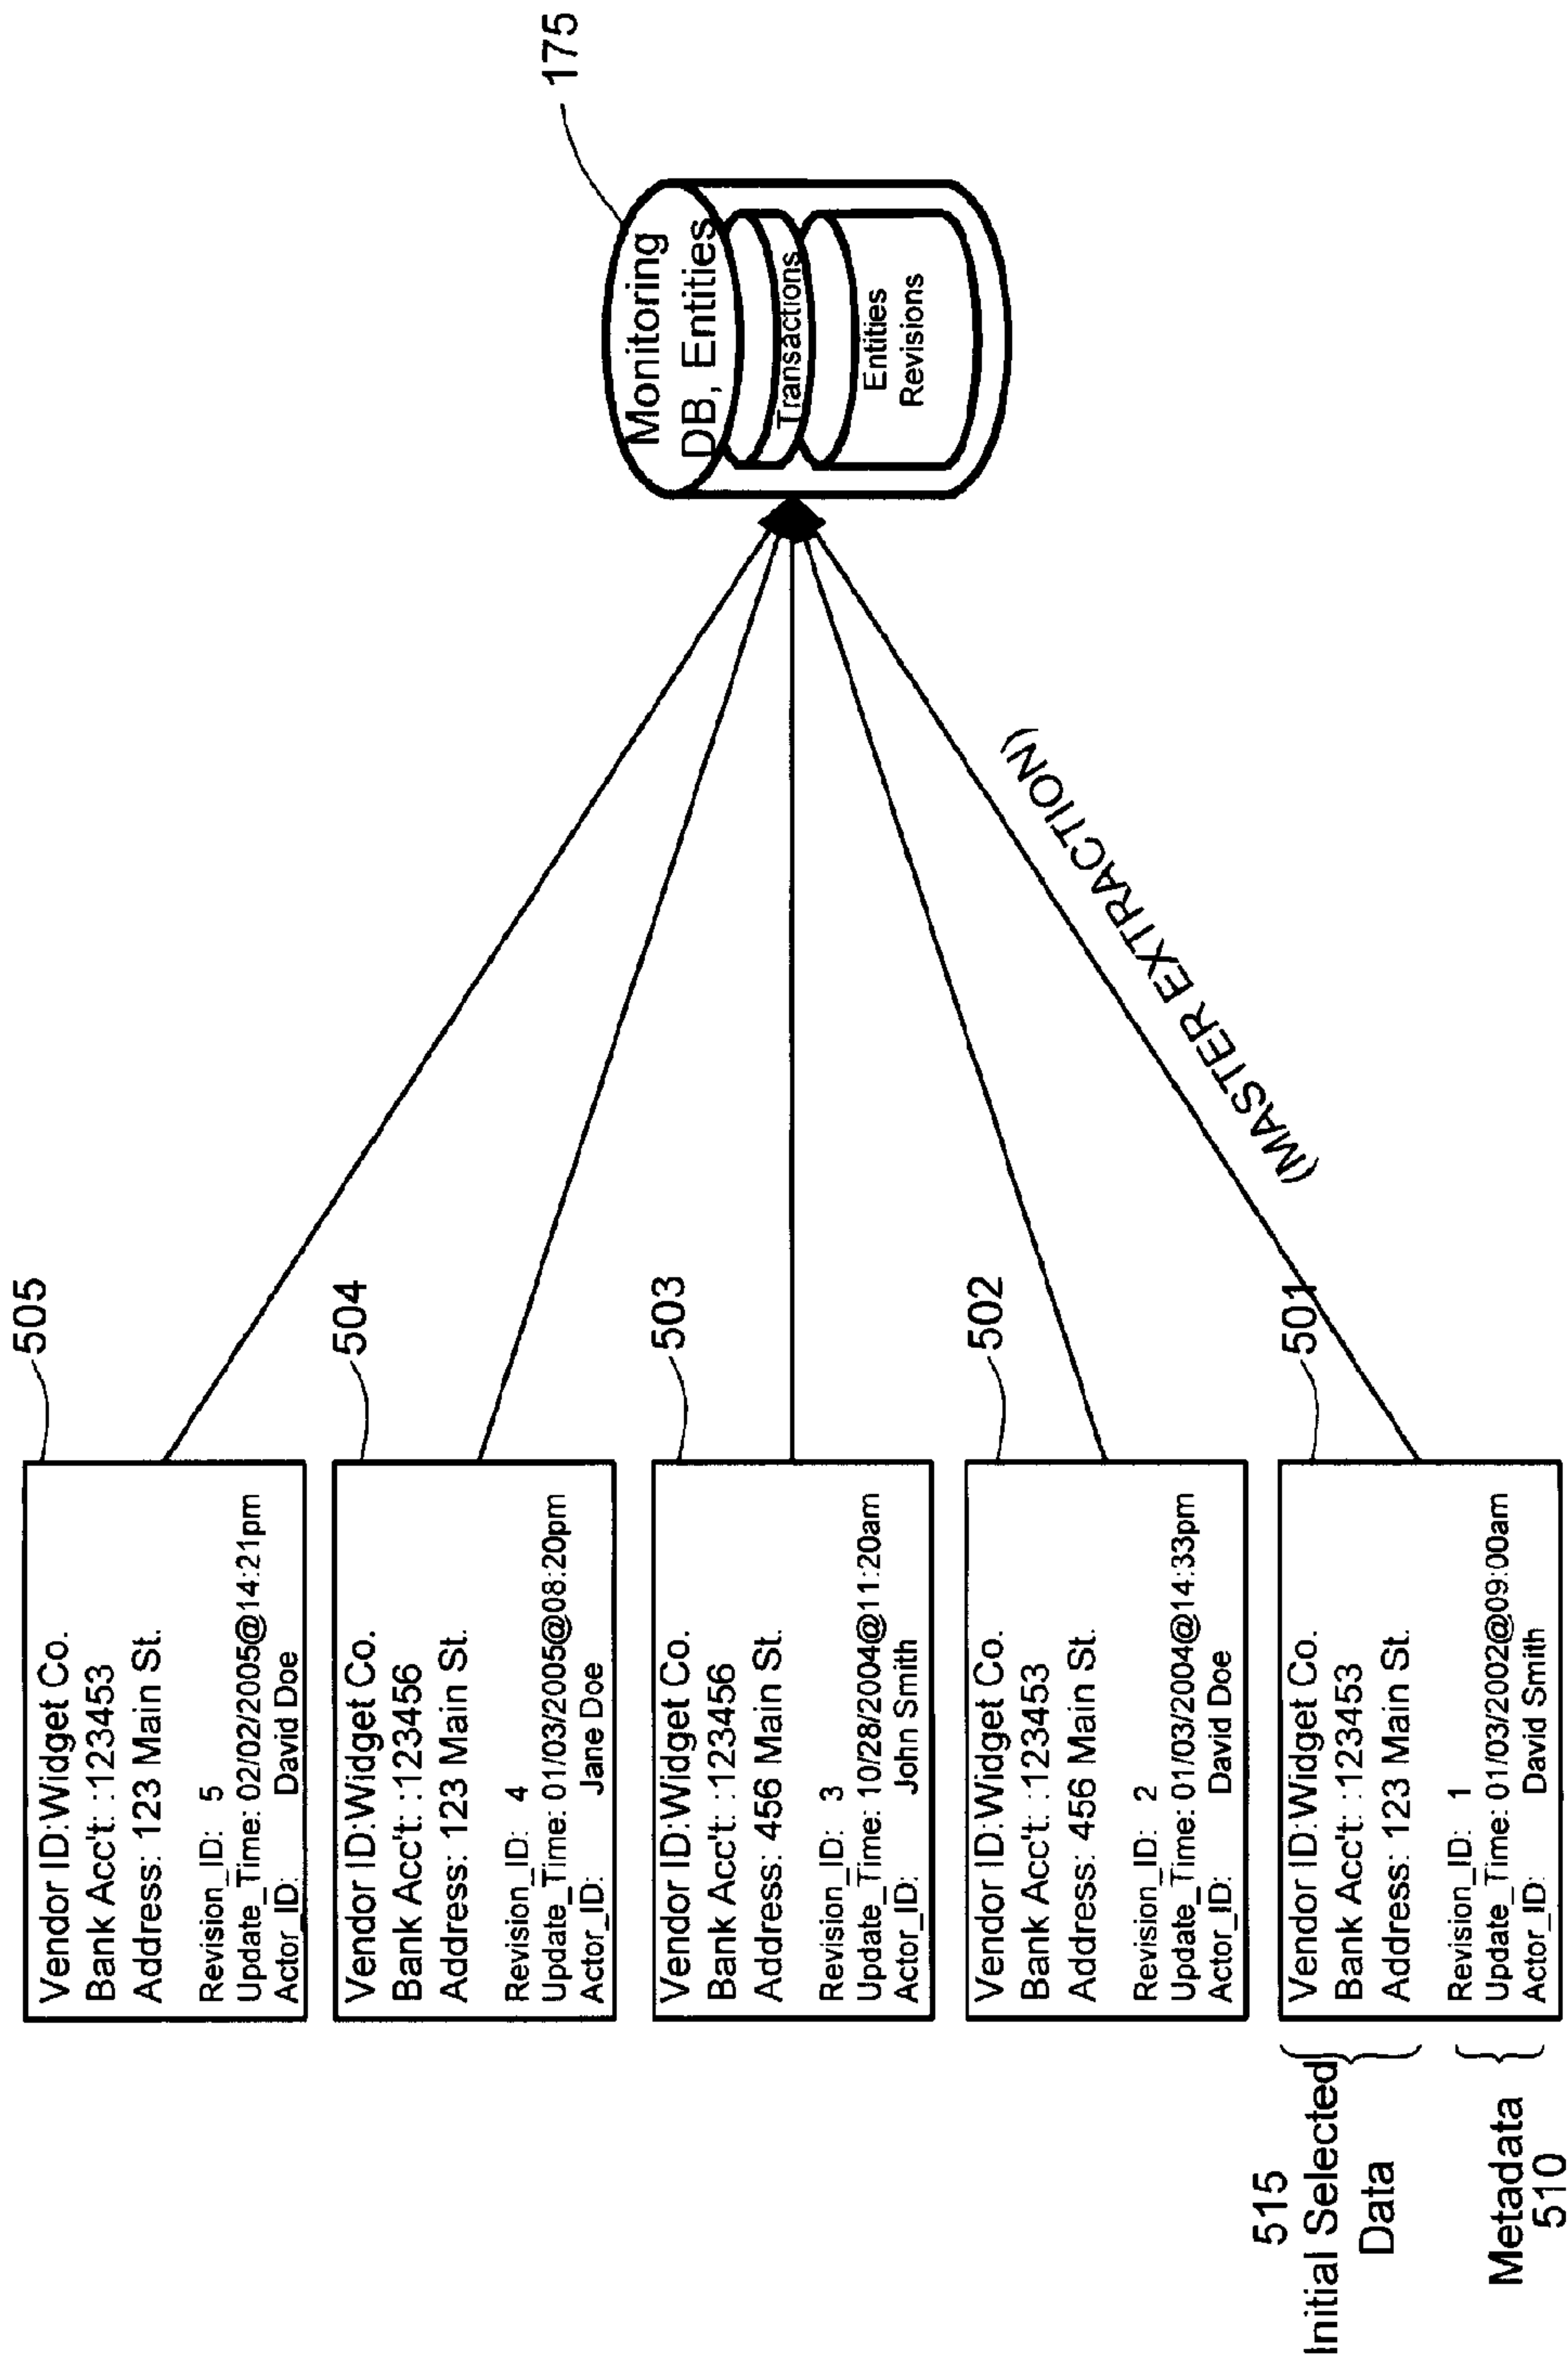 505
Vendor ID:Widget Co.
Bank Acc't: :123453
Address: 123 Main St.
Revision_ID: 5
Update_Time: 02/02/2005@14:21pm
Actor_ID: David Doe
504
Vendor ID:Widget Co.
Bank Acc't: :123456
Address: 123 Main St.
Revision_ID: 4
Update_Time: 01/03/2005@08:20pm
Actor_ID: Jane Doe
503
Vendor ID:Widget Co.
Bank Acc't: :123456
Address: 456 Main St.
Revision_ID: 3
Update_Time: 10/28/2004@11:20am
Actor_ID: John Smith
502
Vendor ID:Widget Co.
Bank Acc't: :123453
Address: 456 Main St.
Revision_ID: 2
Update_Time: 01/03/2004@14:33pm
Actor_ID: David Doe
501
Vendor ID:Widget Co.
Bank Acc't: :123453
Address: 123 Main St.
Revision_ID: 1
Update_Time: 01/03/2002@09:00am
Actor_ID: David Smith
515
Initial Selected
Data
Metadata
510
(MASTER EXTRACTION)
175
Monitoring
DB, Entities
Transactions
Entities
Revisions